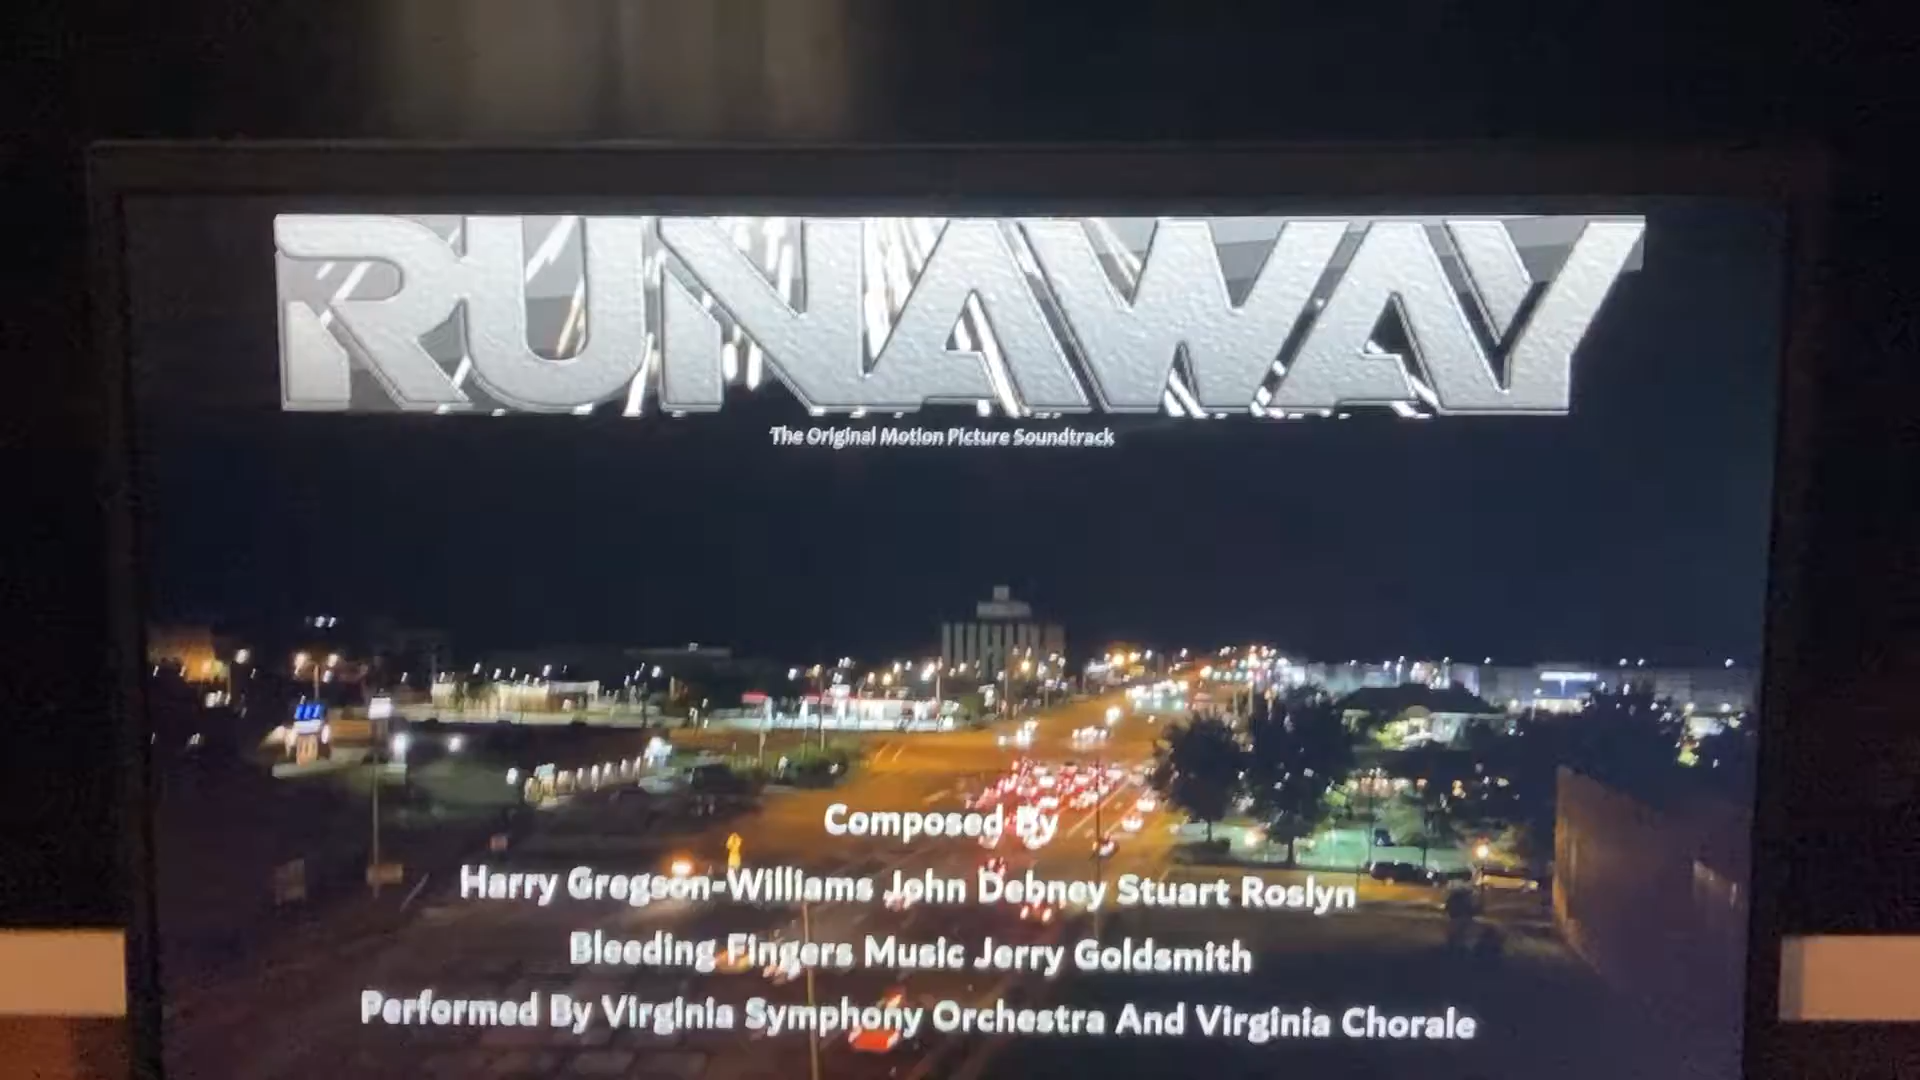 RUNAWAY
The Original Motion Picture Soundtrack
Composed By
Harry Gregson-Williams John Debney Stuart Roslyn
Bleeding Fingers Music Jerry Goldsmith
Performed By Virginia Symphony Orchestra And Virginia Chorale